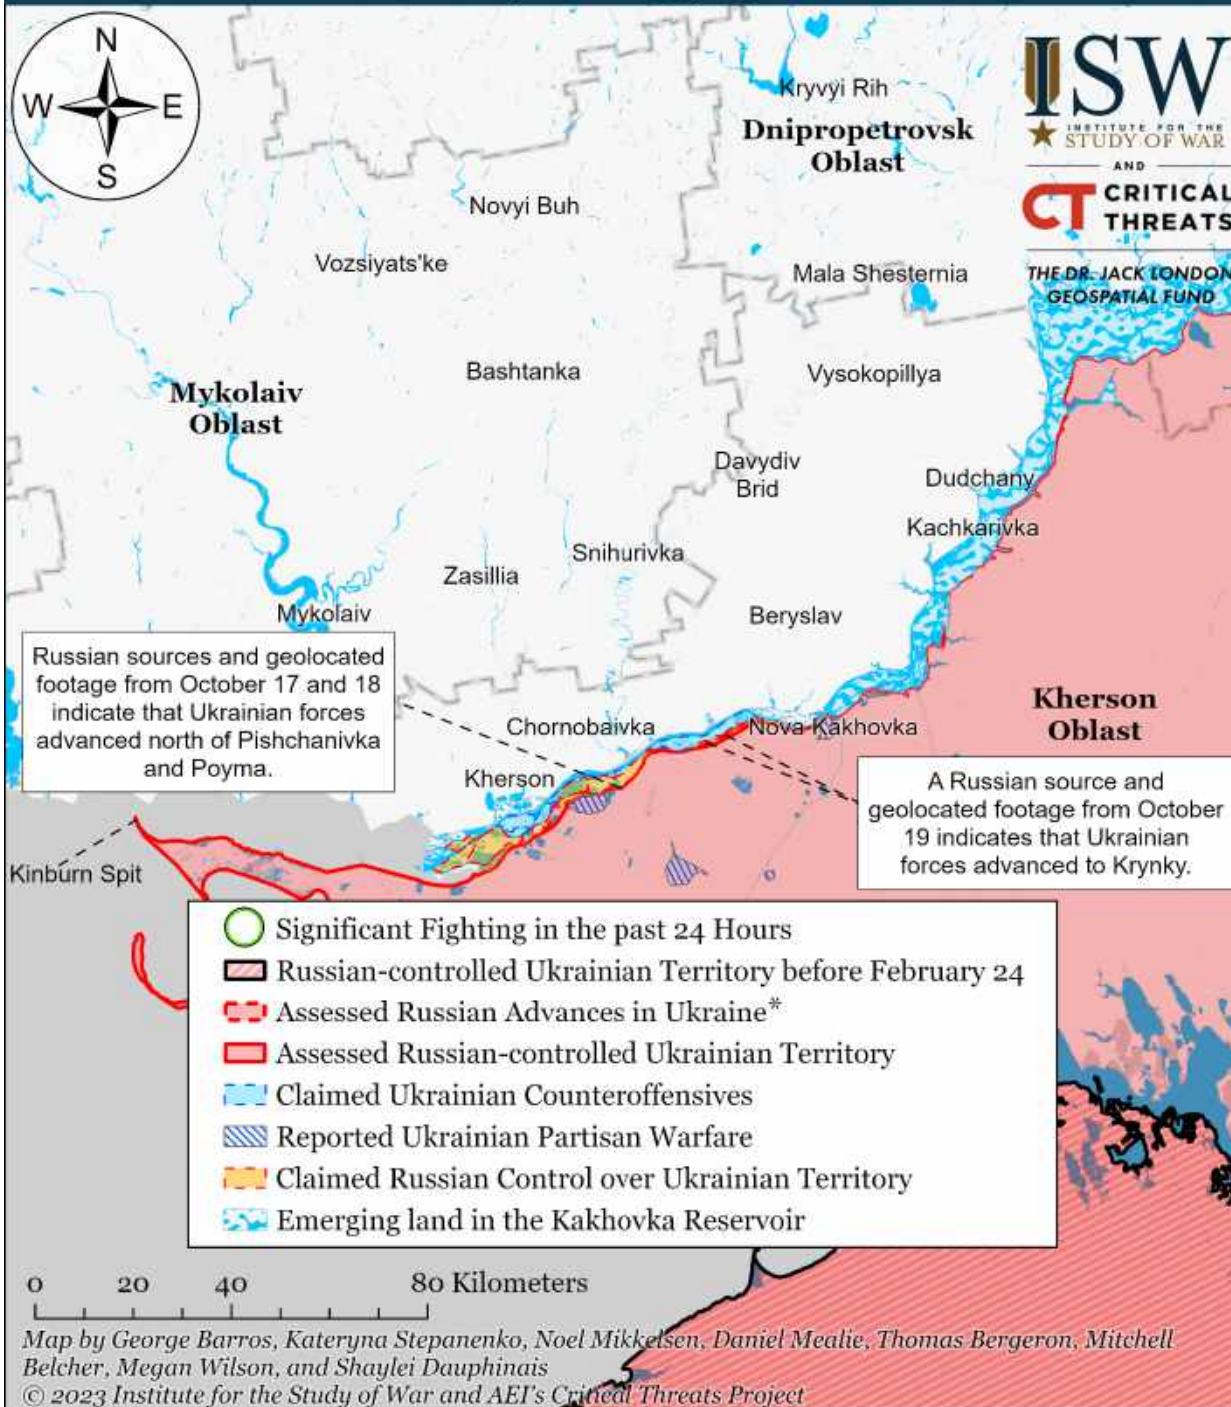 N
W
E
S
ISW
INSTITUTE FOR THE
STUDY OF WAR
AND
CT CRITICAL
THREATS
THE DR. JACK LONDON
GEOSPATIAL FUND
Kryvyi Rih
Dnipropetrovsk
Oblast
Novyi Buh
Vozsiyats'ke
Mala Shesternia
Bashtanka
Vysokopillya
Mykolaiv
Oblast
Davydiv
Brid
Dudchany
Kachkarivka
Snihurivka
Zasillia
Mykolaiv
Beryslav
Russian sources and geolocated
footage from October 17 and 18
indicate that Ukrainian forces
advanced north of Pishchanivka
and Poyma.
Kherson
Oblast
Chornobaivka
Nova Kakhovka
Kherson
A Russian source and
geolocated footage from October
19 indicates that Ukrainian
forces advanced to Krynky.
Kinburn Spit
Significant Fighting in the past 24 Hours
Russian-controlled Ukrainian Territory before February 24
Assessed Russian Advances in Ukraine*
Assessed Russian-controlled Ukrainian Territory
Claimed Ukrainian Counteroffensives
Reported Ukrainian Partisan Warfare
Claimed Russian Control over Ukrainian Territory
Emerging land in the Kakhovka Reservoir
0 20 40 80 Kilometers
Map by George Barros, Kateryna Stepanenko, Noel Mikkelsen, Daniel Mealie, Thomas Bergeron, Mitchell
Belcher, Megan Wilson, and Shaylei Dauphinais
© 2023 Institute for the Study of War and AEI's Critical Threats Project